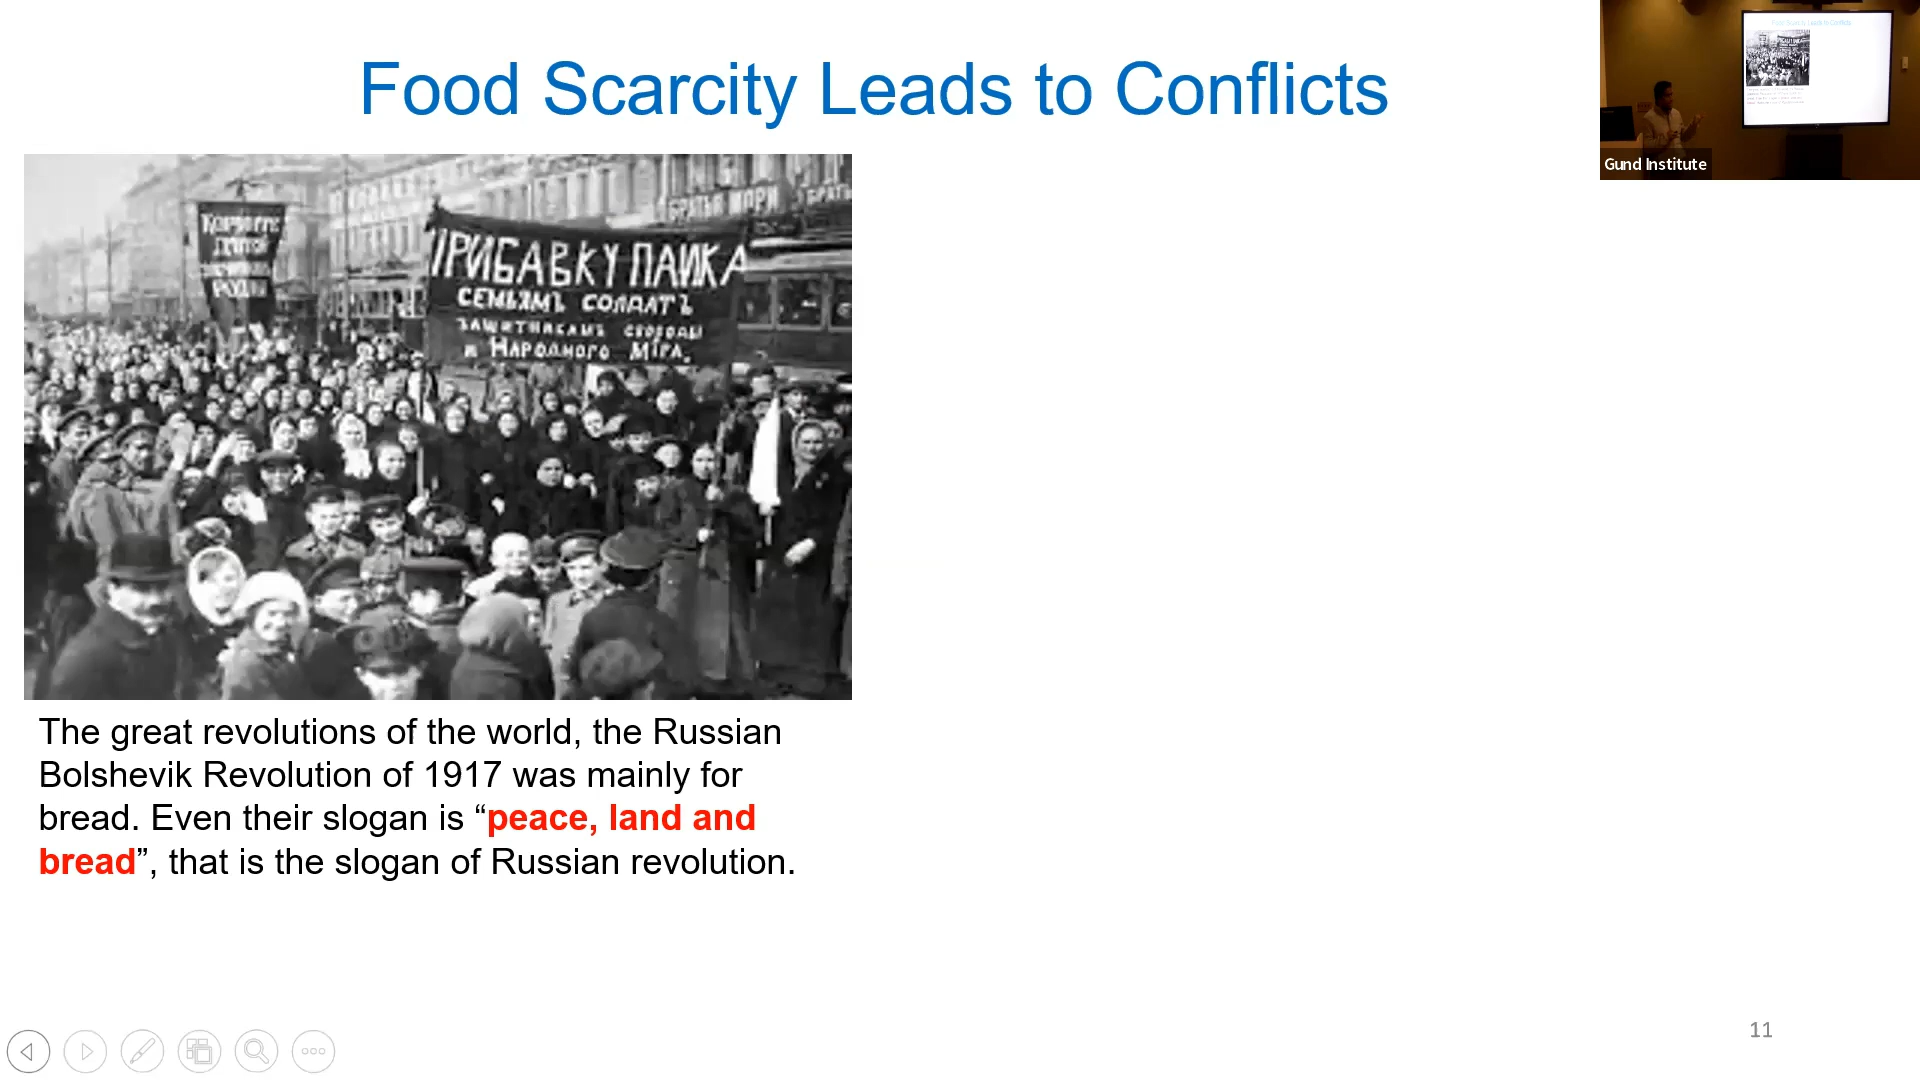 Food Scarcity Leads to Conflicts
Gund Institute
ПРИБАВКУ ПАИКА
СЕМЬЯМЪ СОЛДАТЪ
ЗАЩИТНИКАМЪ СВОБОДЫ
и НАРОДНОГО МIРА.
The great revolutions of the world, the Russian
Bolshevik Revolution of 1917 was mainly for
bread. Even their slogan is “peace, land and
bread”, that is the slogan of Russian revolution.
11